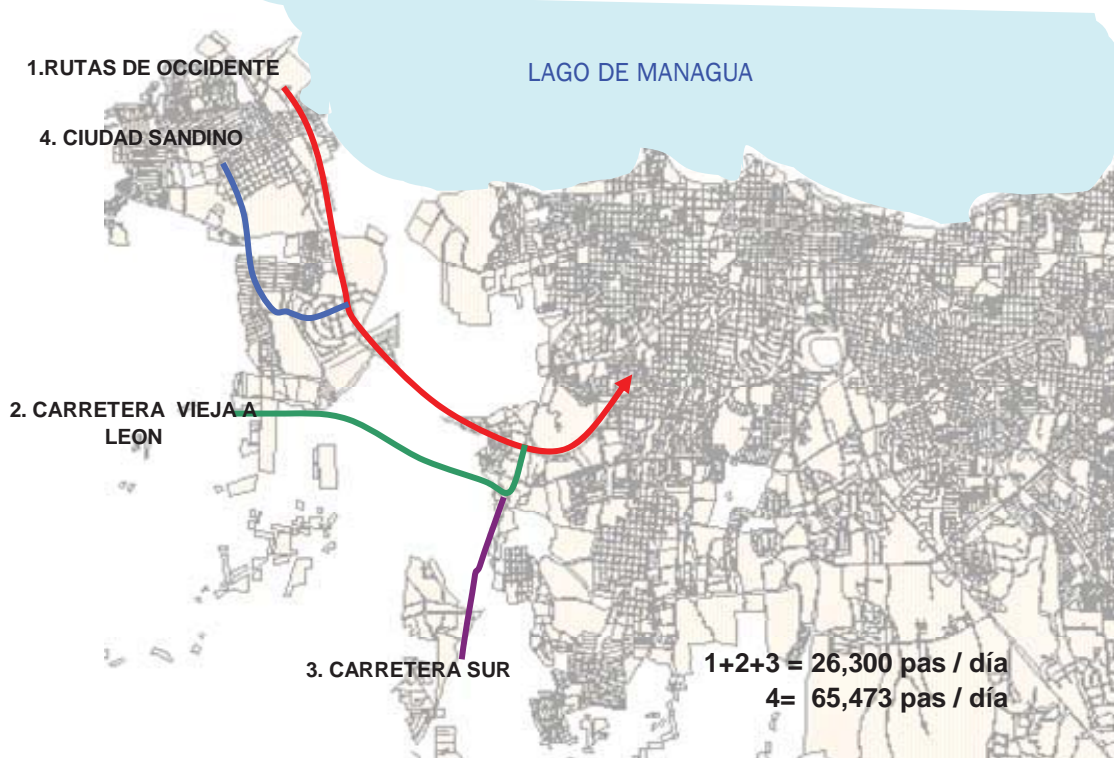 1.RUTAS DE OCCIDENTE
LAGO DE MANAGUA
4. CIUDAD SANDINO
2. CARRETERA VIEJA A
LEON
3. CARRETERA SUR
1+2+3 = 26,300 pas / día
4= 65,473 pas / día